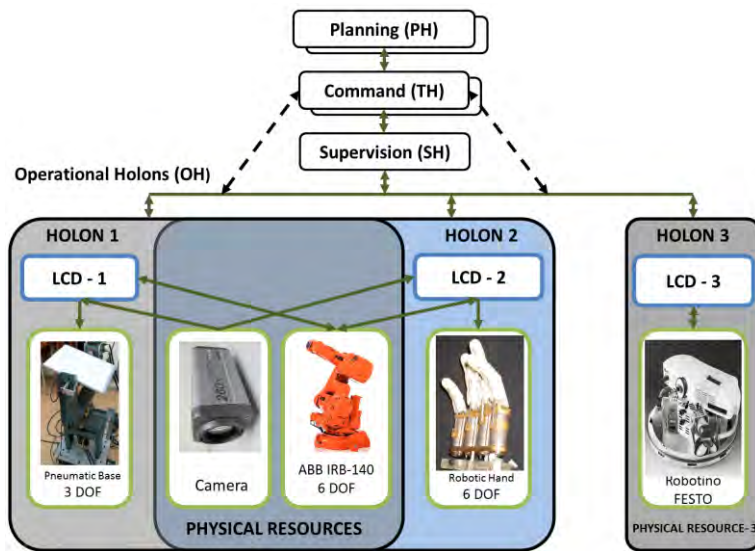 Planning (PH)
Command (TH)
Supervision (SH)
Operational Holons (OH)
HOLON 1
HOLON 2
HOLON 3
LCD - 1
LCD - 2
LCD - 3
Pneumatic Base
3 DOF
Camera
ABB IRB-140
6 DOF
Robotic Hand
6 DOF
Robotino
FESTO
PHYSICAL RESOURCES
PHYSICAL RESOURCE- 3